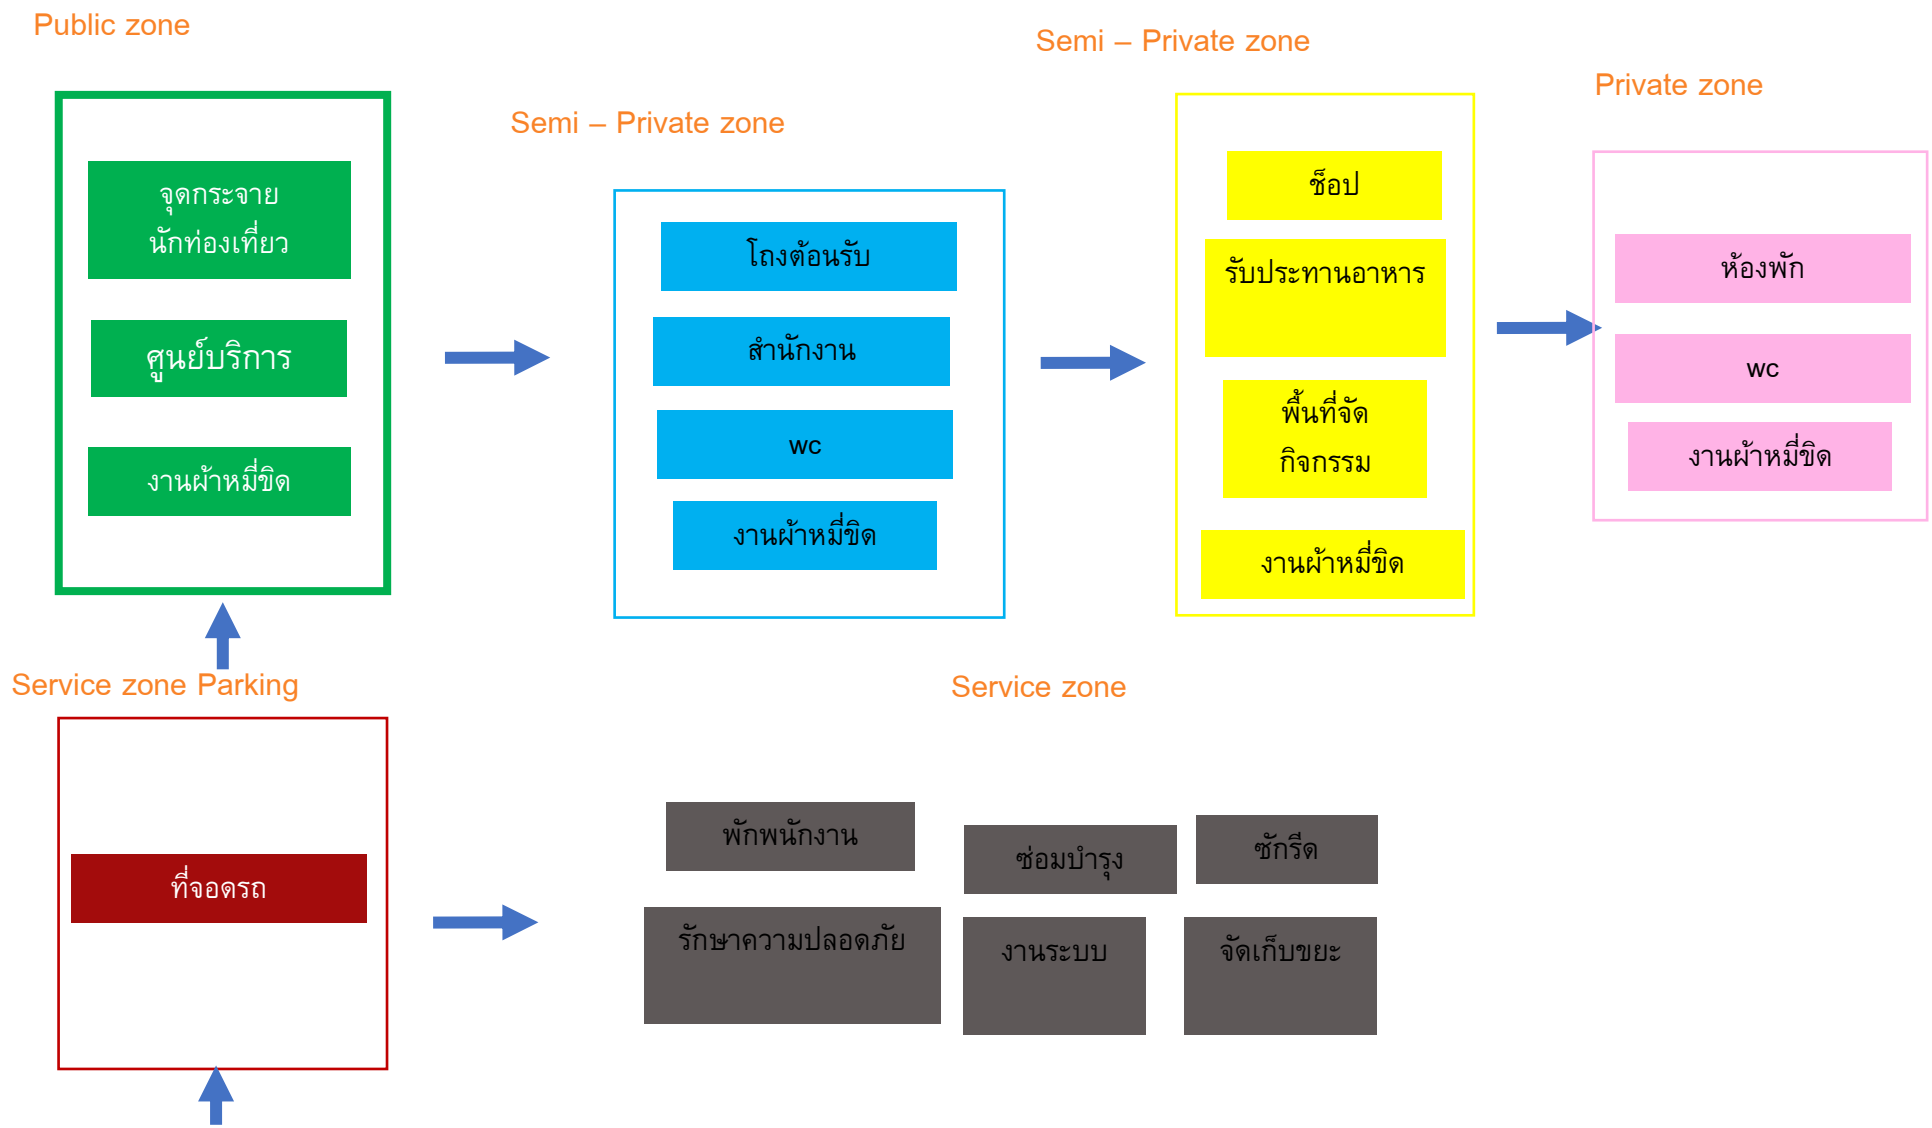 Public zone
จุดกระจาย
นักท่องเที่ยว
ศูนย์บริการ
งานผ้าหมี่ขิด
Semi – Private zone
โถงต้อนรับ
สำนักงาน
wc
งานผ้าหมี่ขิด
Semi – Private zone
ช็อป
รับประทานอาหาร
พื้นที่จัด
กิจกรรม
งานผ้าหมี่ขิด
Private zone
ห้องพัก
wc
งานผ้าหมี่ขิด
Service zone Parking
ที่จอดรถ
Service zone
พักพนักงาน
ซ่อมบำรุง
ซักรีด
รักษาความปลอดภัย
งานระบบ
จัดเก็บขยะ